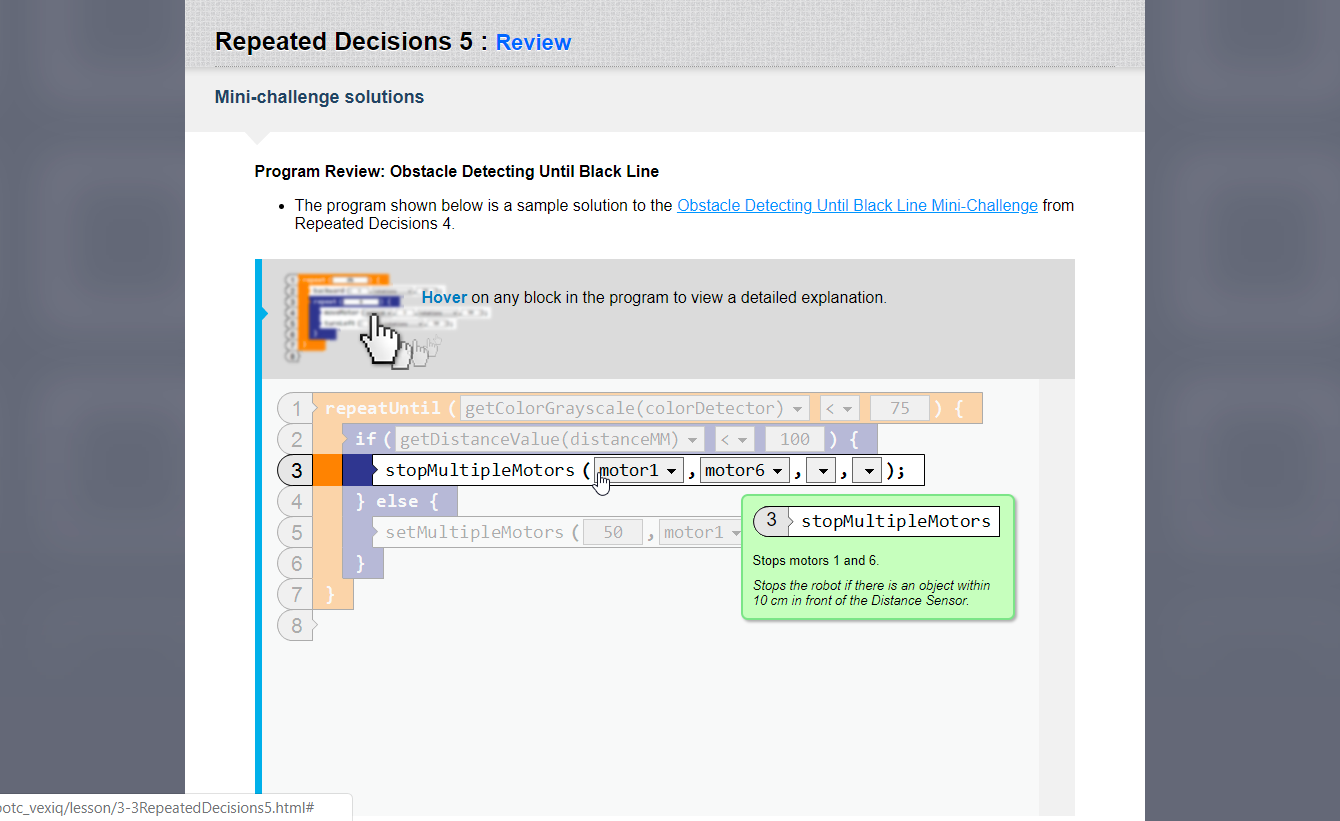 Repeated Decisions 5 : Review
Mini-challenge solutions
Program Review: Obstacle Detecting Until Black Line
• The program shown below is a sample solution to the Obstacle Detecting Until Black Line Mini-Challenge from
Repeated Decisions 4.
Hover on any block in the program to view a detailed explanation.
1 repeatUntil ( getColorGrayscale(colorDetector) < 75 ) {
2 if ( getDistanceValue(distanceMM) < 100 ) {
3 stopMultipleMotors ( motor1 , motor6 , , );
4 } else {
5 setMultipleMotors ( 50 , motor1
6 }
7 }
8
3 stopMultipleMotors
Stops motors 1 and 6.
Stops the robot if there is an object within
10 cm in front of the Distance Sensor.
otc_vexiq/lesson/3-3RepeatedDecisions5.html#